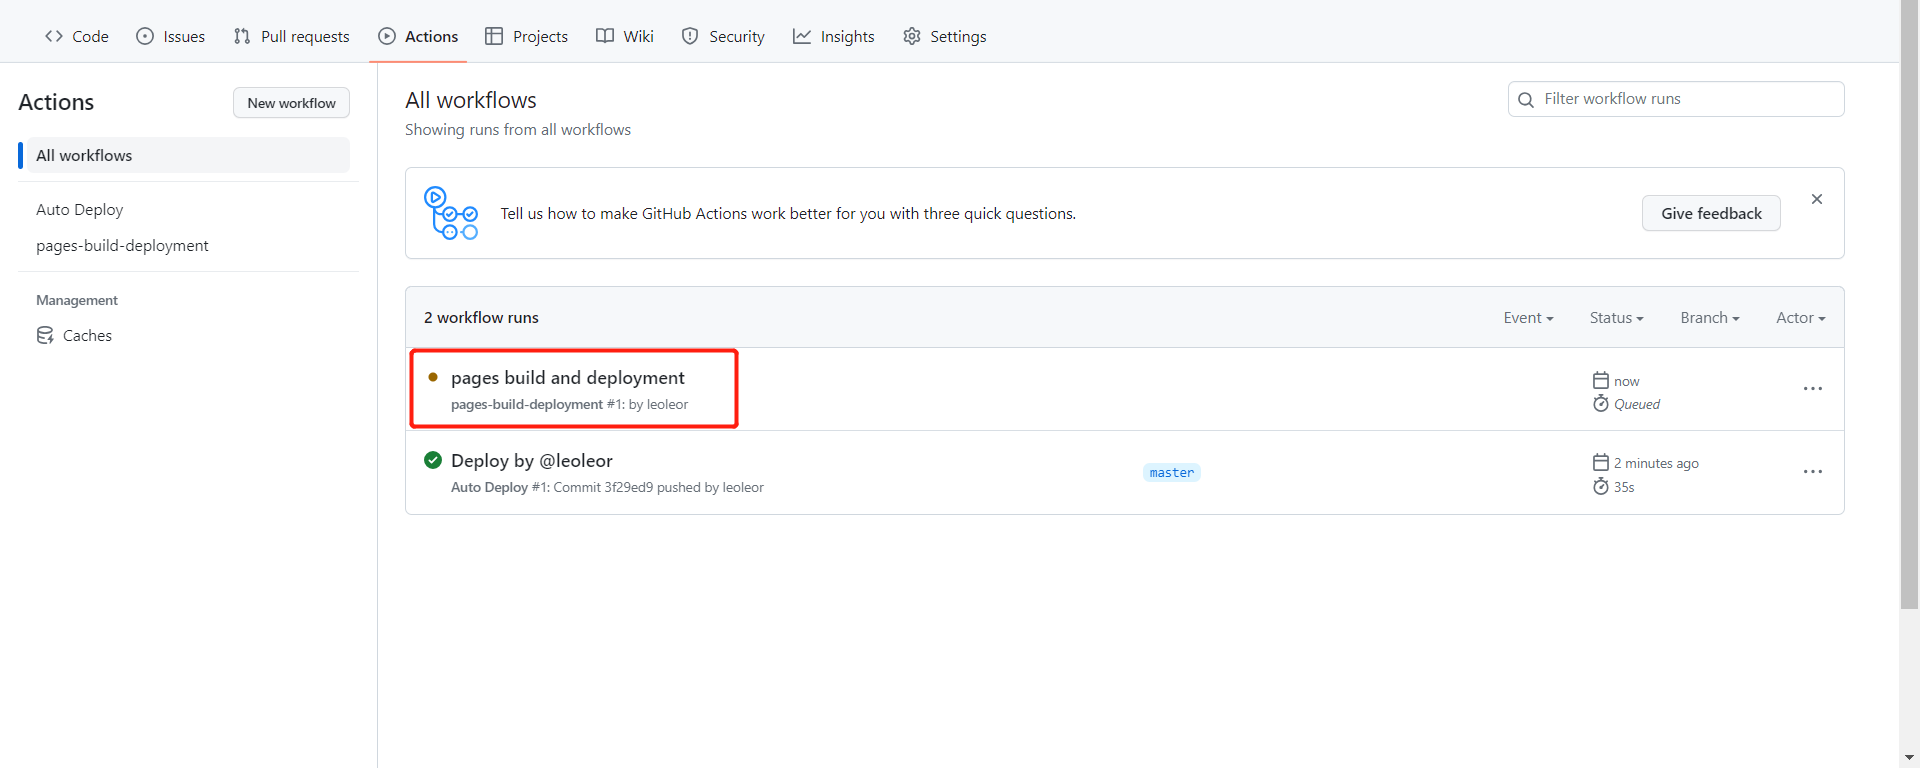 Code Issues Pull requests Actions Projects Wiki Security Insights Settings
Actions
New workflow
All workflows
Auto Deploy
pages-build-deployment
Management
Caches
All workflows
Showing runs from all workflows
Filter workflow runs
Tell us how to make GitHub Actions work better for you with three quick questions.
Give feedback
2 workflow runs
Event Status Branch Actor
pages build and deployment
pages-build-deployment #1: by leoleor
now
Queued
Deploy by @leoleor
Auto Deploy #1: Commit 3f29ed9 pushed by leoleor
master
2 minutes ago
35s